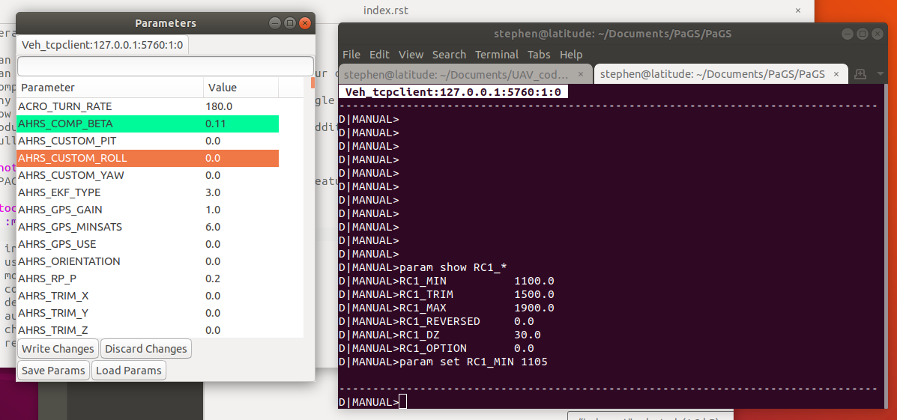 index.rst
Parameters
Veh_tcpclient:127.0.0.1:5760:1:0
Parameter Value
ACRO_TURN_RATE 180.0
AHRS_COMP_BETA 0.11
AHRS_CUSTOM_PIT 0.0
AHRS_CUSTOM_ROLL 0.0
AHRS_CUSTOM_YAW 0.0
AHRS_EKF_TYPE 3.0
AHRS_GPS_GAIN 1.0
AHRS_GPS_MINSATS 6.0
AHRS_GPS_USE 0.0
AHRS_ORIENTATION 0.0
AHRS_RP_P 0.2
AHRS_TRIM_X 0.0
AHRS_TRIM_Y 0.0
AHRS_TRIM_Z 0.0
Write Changes Discard Changes
Save Params Load Params
stephen@latitude: ~/Documents/PaGS/PaGS
File Edit View Search Terminal Tabs Help
stephen@latitude: ~/Documents/UAV_cod... stephen@latitude: ~/Documents/PaGS/PaGS
Veh_tcpclient:127.0.0.1:5760:1:0
D|MANUAL>
D|MANUAL>
D|MANUAL>
D|MANUAL>
D|MANUAL>
D|MANUAL>
D|MANUAL>
D|MANUAL>
D|MANUAL>
D|MANUAL>
D|MANUAL>
D|MANUAL>param show RC1_*
D|MANUAL>RC1_MIN 1100.0
D|MANUAL>RC1_TRIM 1500.0
D|MANUAL>RC1_MAX 1900.0
D|MANUAL>RC1_REVERSED 0.0
D|MANUAL>RC1_DZ 30.0
D|MANUAL>RC1_OPTION 0.0
D|MANUAL>param set RC1_MIN 1105
D|MANUAL>